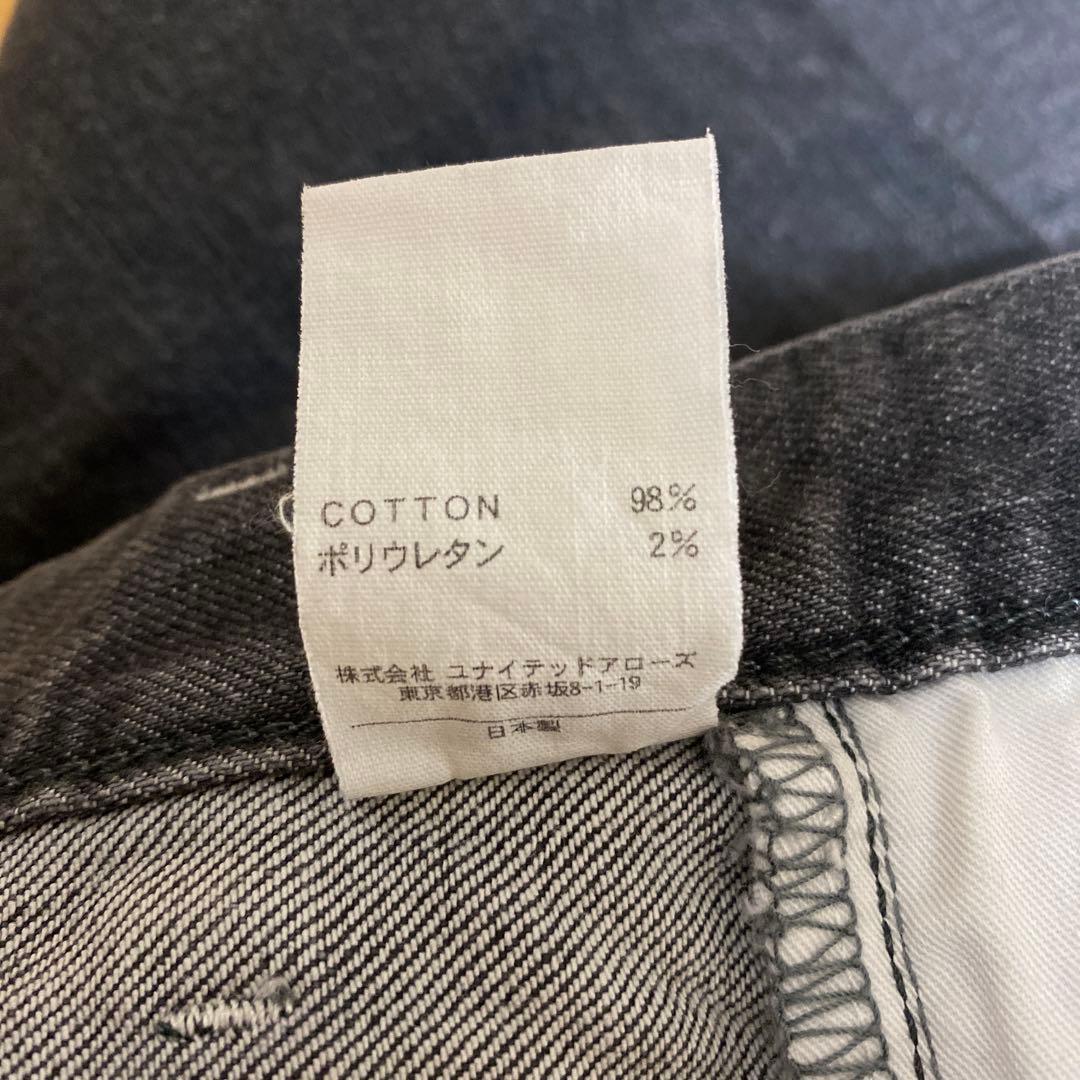 COTTON 98%
ポリウレタン 2%
株式会社 ユナイテッドアローズ
東京都港区赤坂8-1-19
日本製